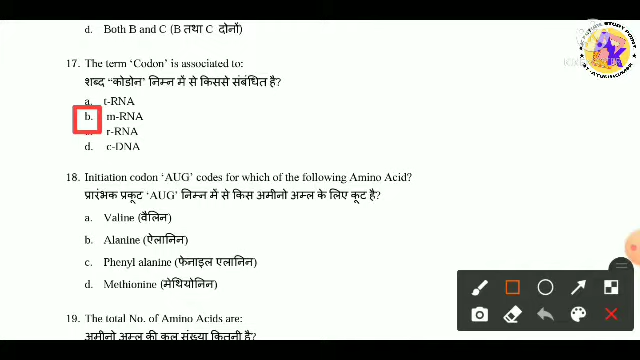 d. Both B and C (B तथा C दोनों)
17. The term ‘Codon’ is associated to:
शब्द “कोडोन’ निम्न में से किससे संबंधित है?
a. t-RNA
b. m-RNA
r-RNA
d. c-DNA
18. Initiation codon ‘AUG’ codes for which of the following Amino Acid?
प्रारंभक प्रकूट ‘AUG’ निम्न में से किस अमीनो अम्ल के लिए कूट है?
a. Valine (वैलिन)
b. Alanine (ऐलानिन)
c. Phenyl alanine (फेनाइल एलानिन)
d. Methionine (मेथियोनिन)
19. The total No. of Amino Acids are:
अमीनो अम्ल की कुल संख्या कितनी है?
STUDY POINT